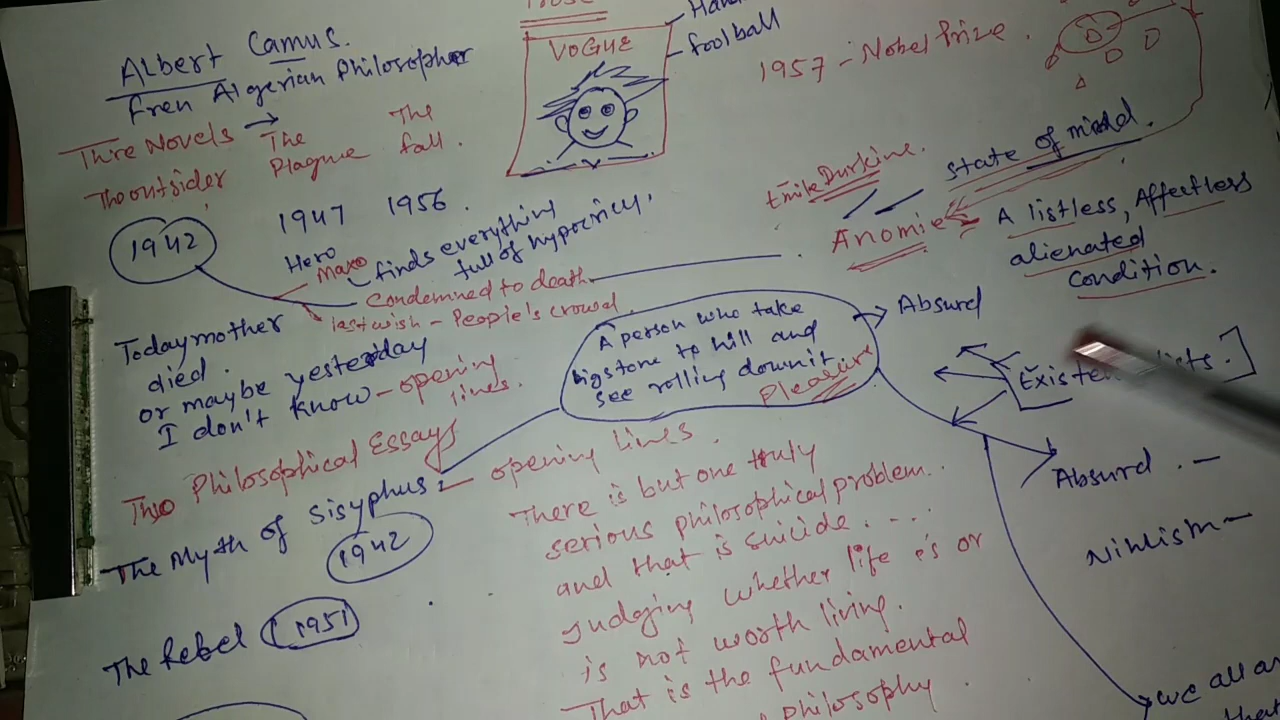 Albert Camus.
Fren Algerian Philosopher
Three Novels → The The
Plague fall.
The outsider
1942
1947 1956.
VOGUE
foolball
1957 - Nobel Prize.
D
D D
Δ
Hero
finds everything
full of hypocricy.
Condemned to death
last wish - People's crowd
Today mother
died.
or maybe yesterday
I don't know - opening
lines.
Emile Durkine.
state of mind.
Anomie - A listless, Affectless
alienated
condition.
A person who take
bigstone to hill and
see rolling down it
Pleasure
Absurd
Existentialists.]
Absurd. -
Nihlism -
Two Philosophical Essays
The Myth of Sisyphus:
1942
The Rebel (1951)
opening lines.
There is but one truly
serious philosophical problem..
and that is suicide. ...
Judging whether life is or
is not worth living.
That is the fundamental
philosophy.
we all
that